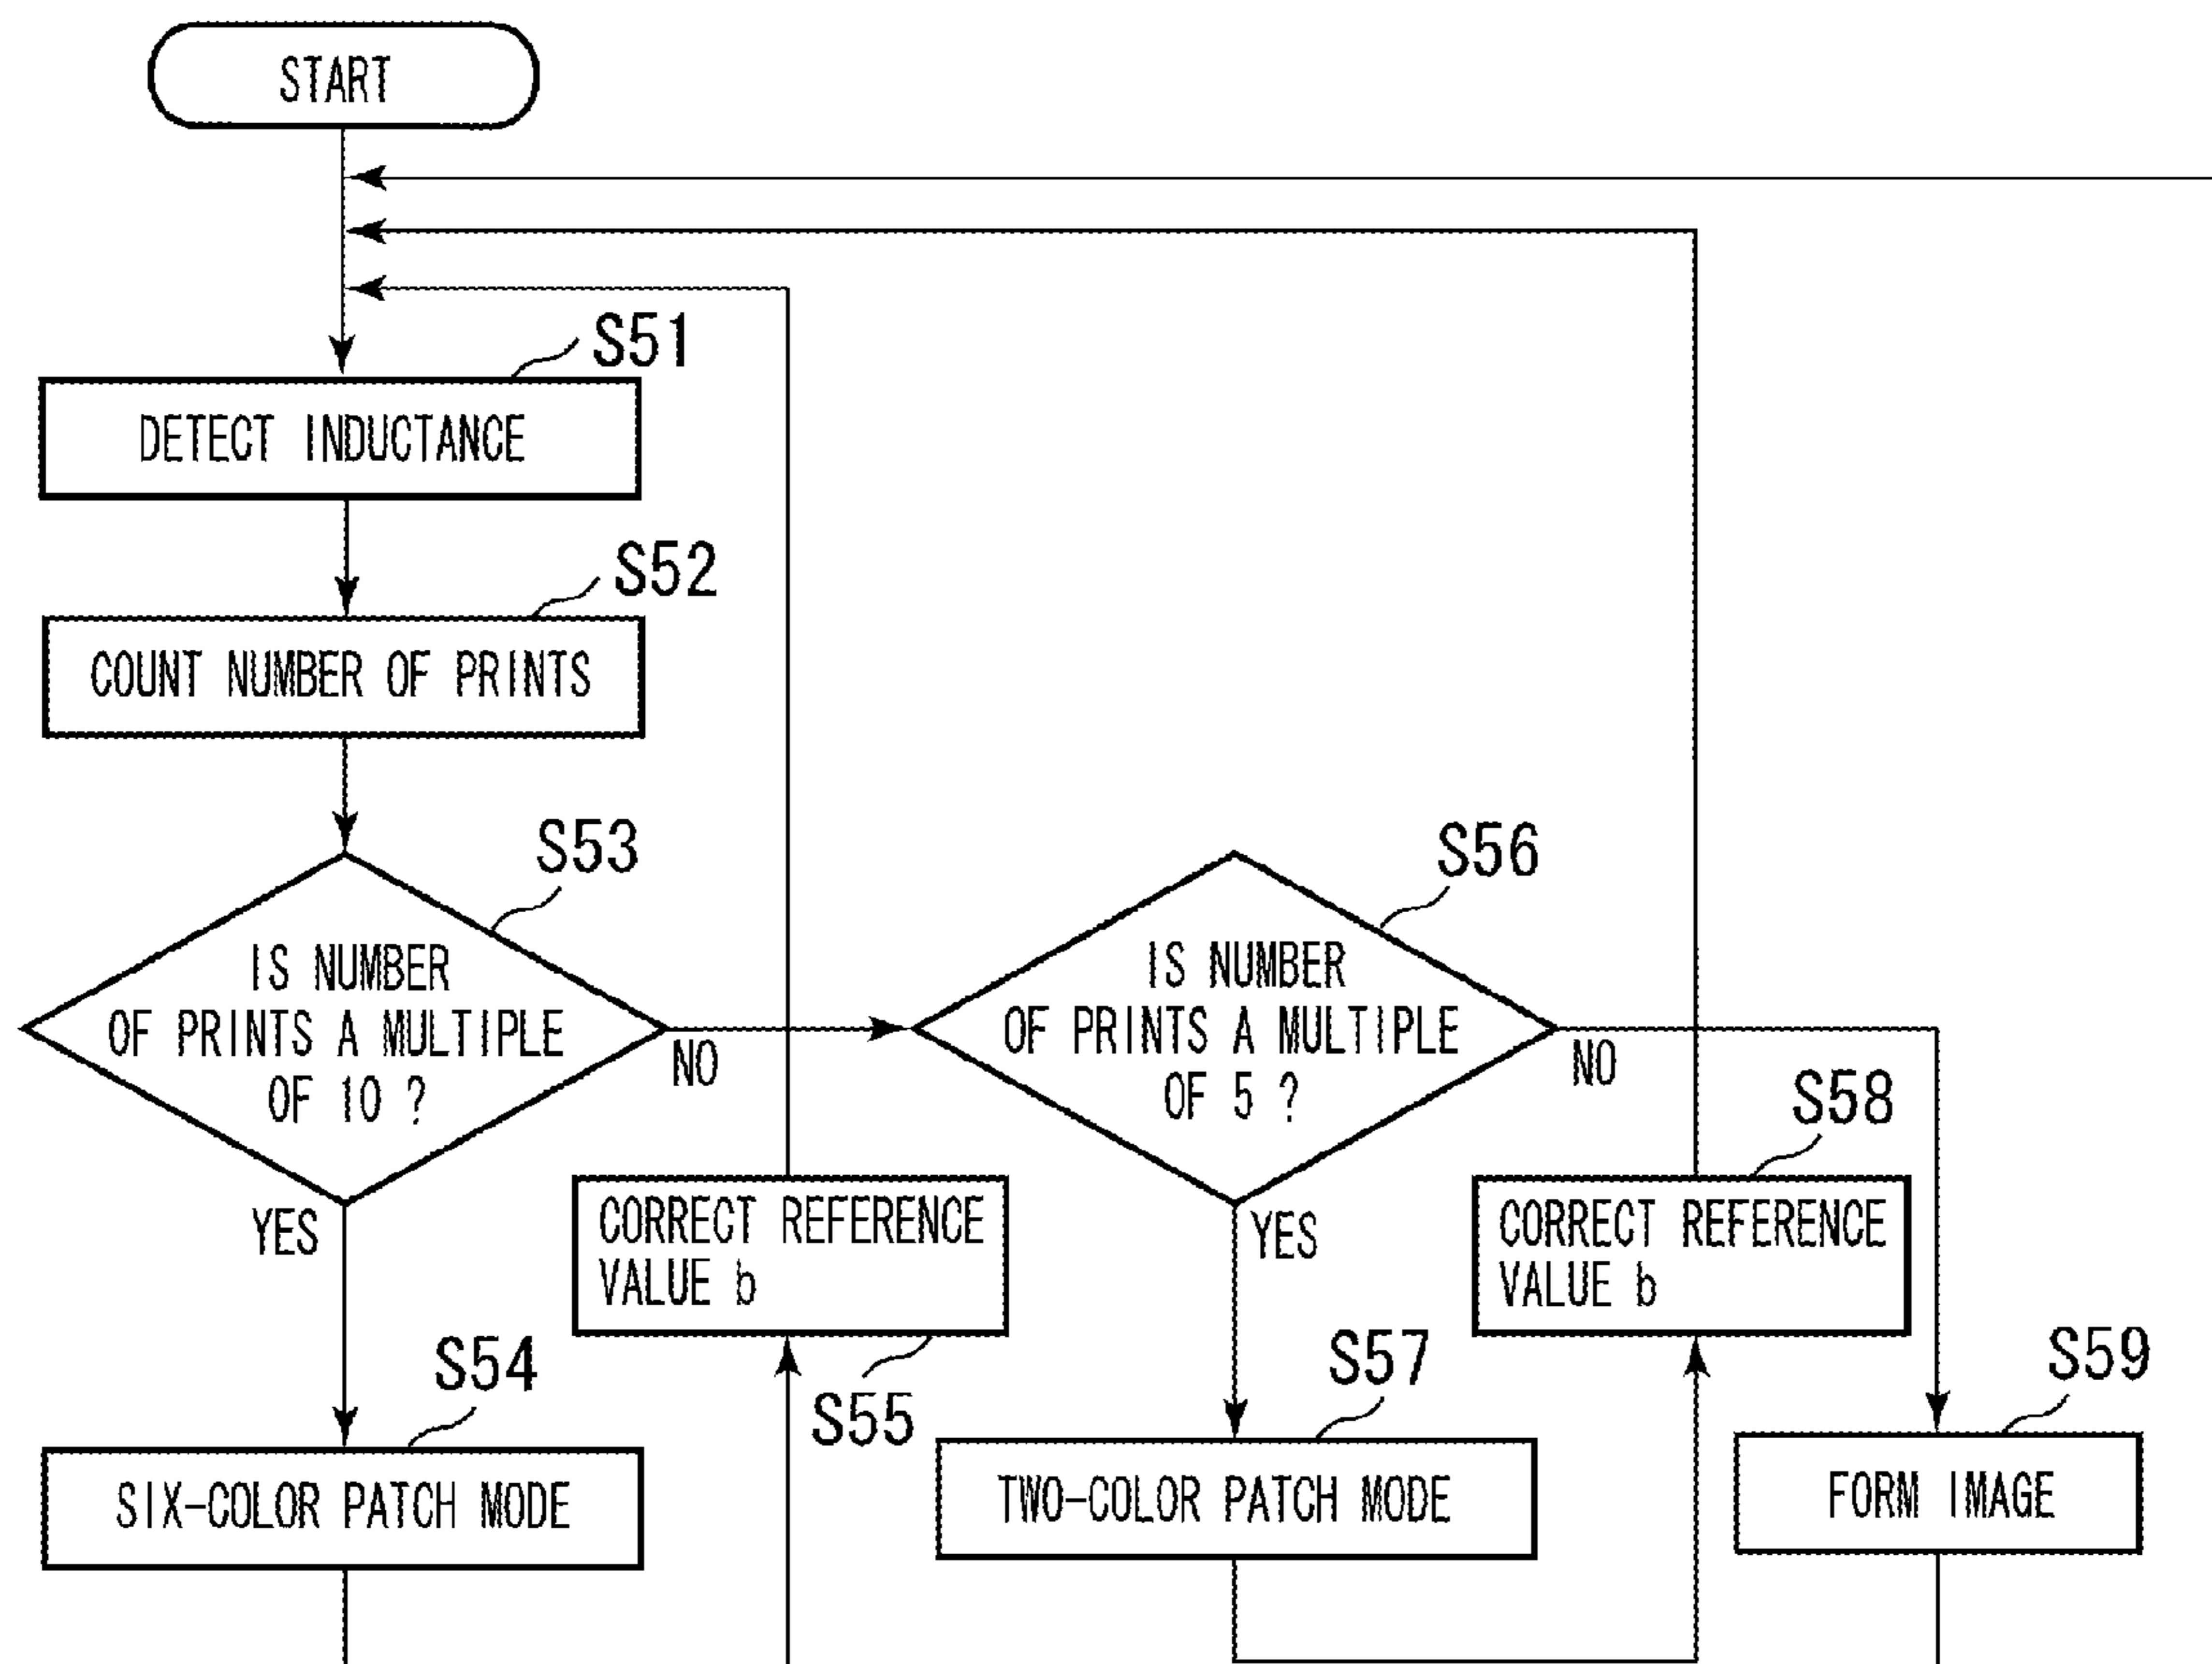 START
S51
DETECT INDUCTANCE
S52
COUNT NUMBER OF PRINTS
S53
IS NUMBER
OF PRINTS A MULTIPLE
OF 10 ?
NO
YES
S56
IS NUMBER
OF PRINTS A MULTIPLE
OF 5 ?
NO
YES
CORRECT REFERENCE
VALUE b
S55
S58
CORRECT REFERENCE
VALUE b
S54
SIX-COLOR PATCH MODE
S57
TWO-COLOR PATCH MODE
S59
FORM IMAGE